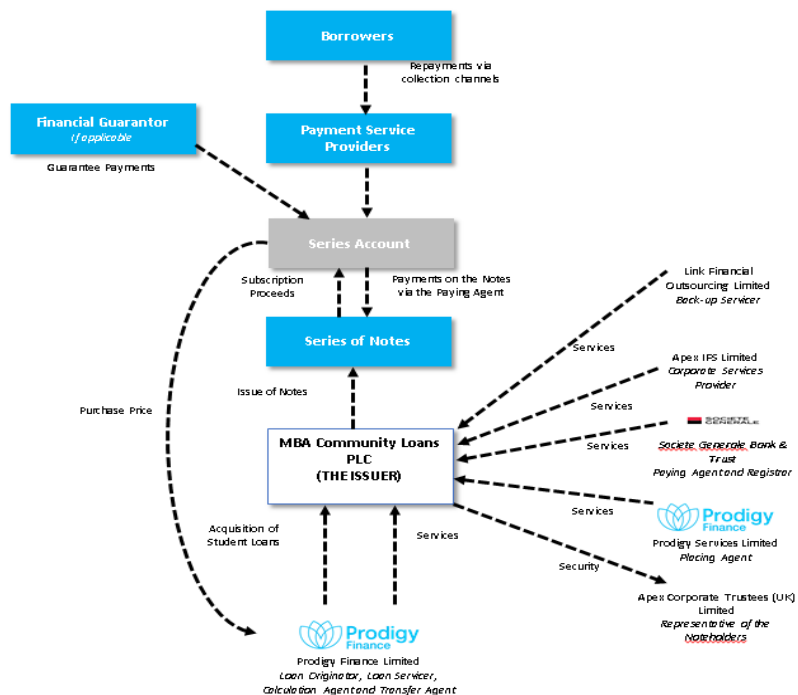 Borrowers
Repayments via
collection channels
Financial Guarantor
If applicable
Payment Service
Providers
Guarantee Payments
Series Account
Subscription
Proceeds
Payments on the Notes
via the Paying Agent
Link Financial
Outsourcing Limited
Back-up Servicer
Series of Notes
Services
Apex IFS Limited
Corporate Services
Provider
Issue of Notes
Purchase Price
Services
SOCIETE
GENERALE
MBA Community Loans
PLC
(THE ISSUER)
Services
Societe Generale Bank &
Trust
Paying Agent and Registrar
Services
Prodigy
Finance
Prodigy Services Limited
Placing Agent
Acquisition of
Student Loans
Services
Security
Apex Corporate Trustees (UK)
Limited
Representative of the
Noteholders
Prodigy
Finance
Prodigy Finance Limited
Loan Originator, Loan Servicer,
Calculation Agent and Transfer Agent